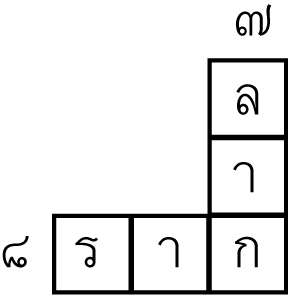 ๗
ล
า
๘ ร า ก